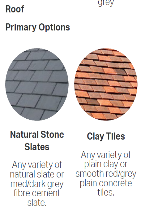 grey
Roof
Primary Options
Natural Stone
Slates
Any variety of
natural slate or
med/dark grey
fibre cement
slate.
Clay Tiles
Any variety of
plain clay or
smooth red/grey
plain concrete
tiles.